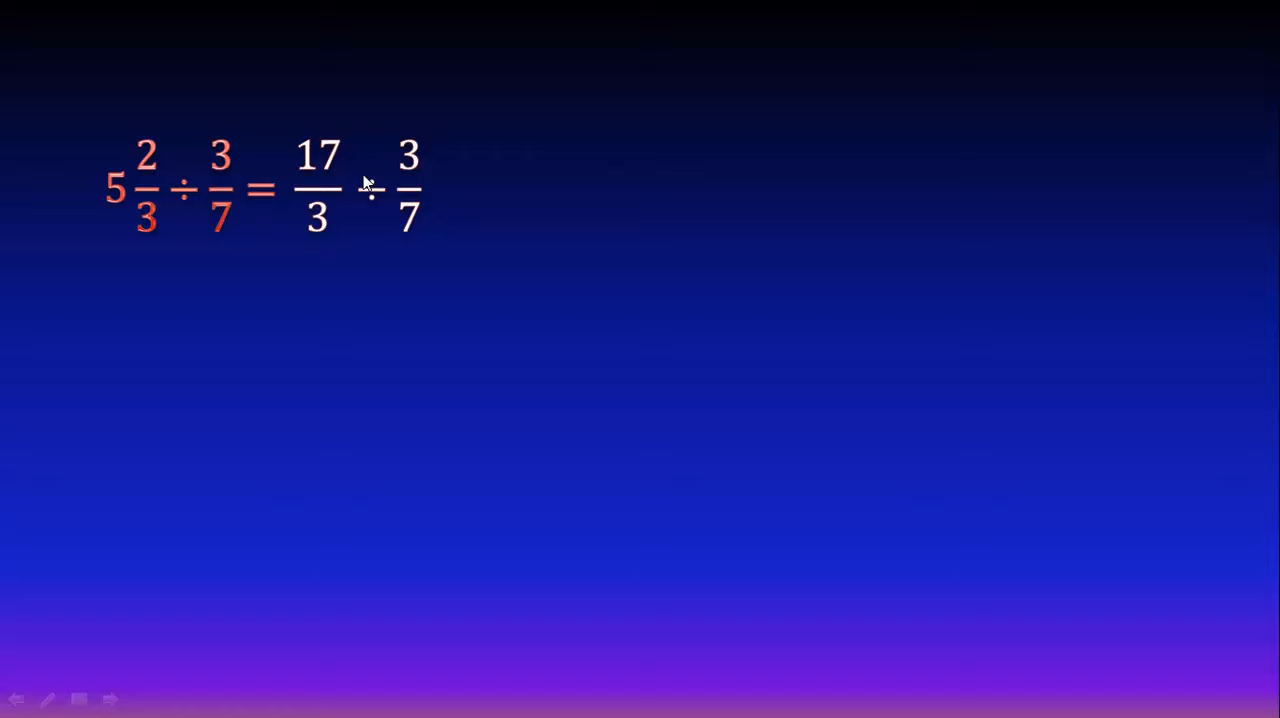 5 2/3 ÷ 3/7 = 17/3 ÷ 3/7